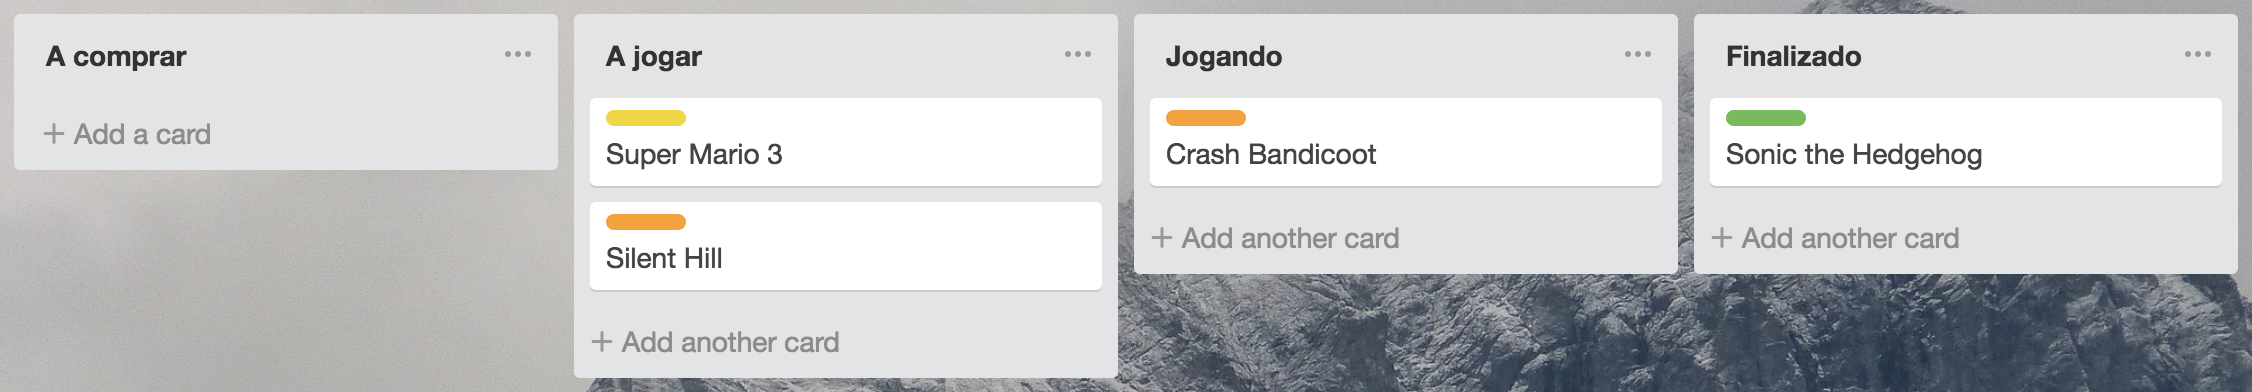 A comprar
+ Add a card
A jogar
Super Mario 3
Silent Hill
+ Add another card
Jogando
Crash Bandicoot
+ Add another card
Finalizado
Sonic the Hedgehog
+ Add another card